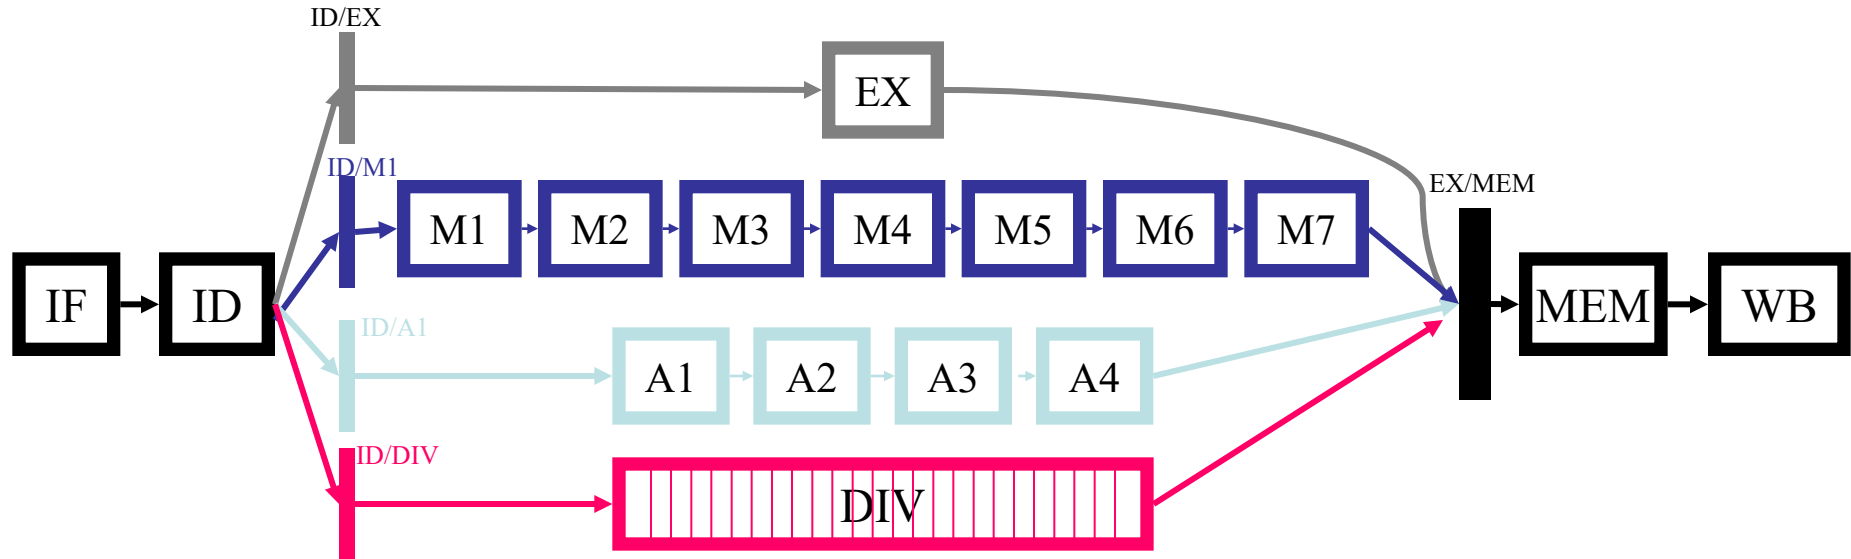 ID/EX
EX
ID/M1
M1 M2 M3 M4 M5 M6 M7
EX/MEM
IF ID
MEM WB
ID/A1
A1 A2 A3 A4
ID/DIV
DIV